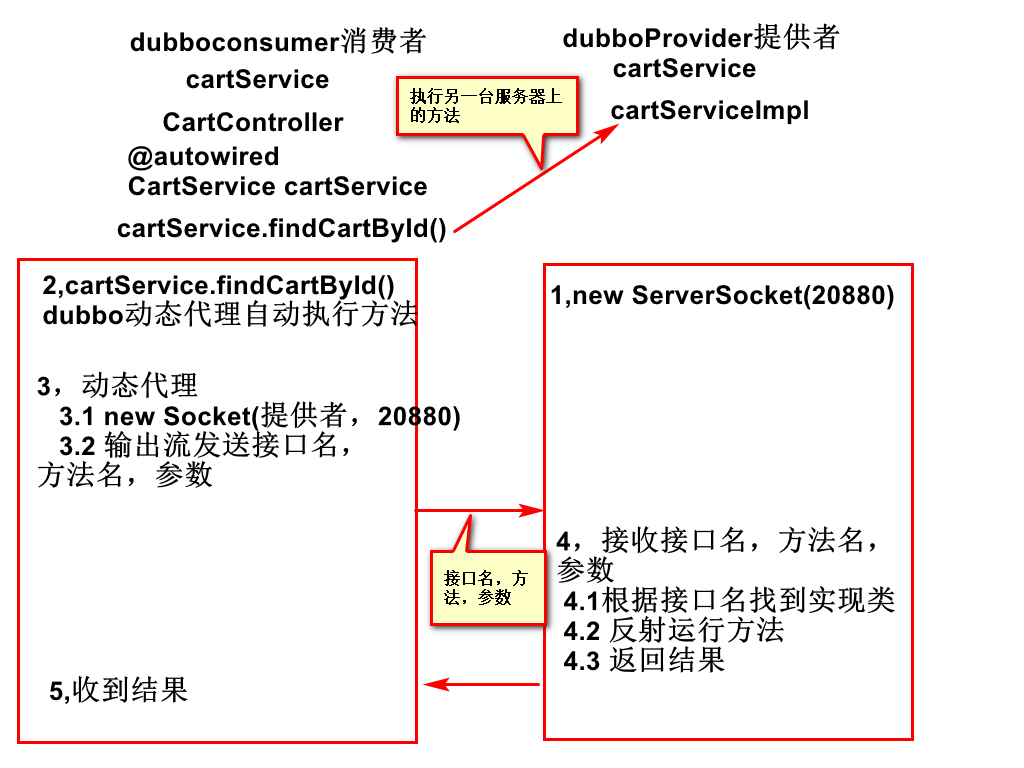 dubboconsumer消费者
cartService
CartController
@autowired
CartService cartService
cartService.findCartById()
执行另一台服务器上
的方法
dubboProvider提供者
cartService
cartServiceImpl
2,cartService.findCartById()
dubbo动态代理自动执行方法
3，动态代理
3.1 new Socket(提供者，20880)
3.2 输出流发送接口名，
方法名，参数
接口名，方
法，参数
5,收到结果
1,new ServerSocket(20880)
4，接收接口名，方法名，
参数
4.1根据接口名找到实现类
4.2 反射运行方法
4.3 返回结果